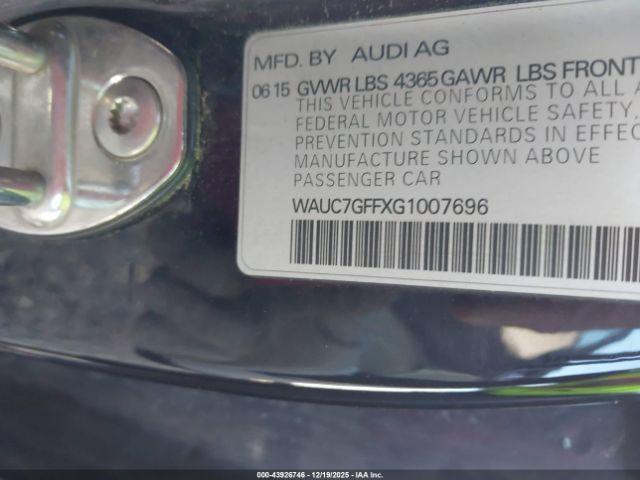 MFD. BY AUDI AG
06 15 GVWR LBS 4365 GAWR LBS FRONT
THIS VEHICLE CONFORMS TO ALL A
FEDERAL MOTOR VEHICLE SAFETY,
PREVENTION STANDARDS IN EFFEC
MANUFACTURE SHOWN ABOVE
PASSENGER CAR
WAUC7GFFXG1007696
000-43926746 - 12/19/2025 - IAA Inc.